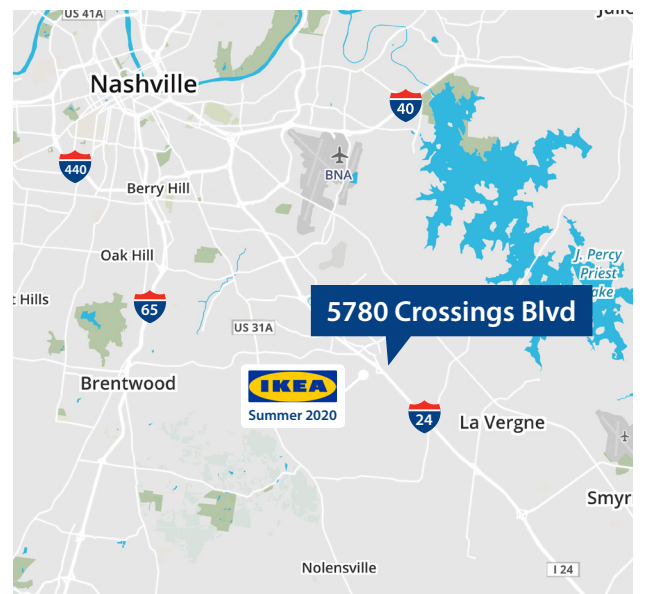 US 41A
Nashville
40
440
BNA
Berry Hill
Oak Hill
J. Percy
Priest
65
5780 Crossings Blvd
t Hills
US 31A
IKEA
Summer 2020
Brentwood
24
La Vergne
Smyr
Nolensville
I 24